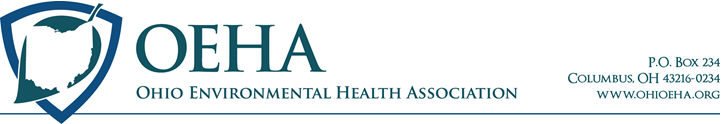 OEHA
OHIO ENVIRONMENTAL HEALTH ASSOCIATION
P.O. BOX 234
COLUMBUS, OH 43216-0234
WWW.OHIOEHA.ORG